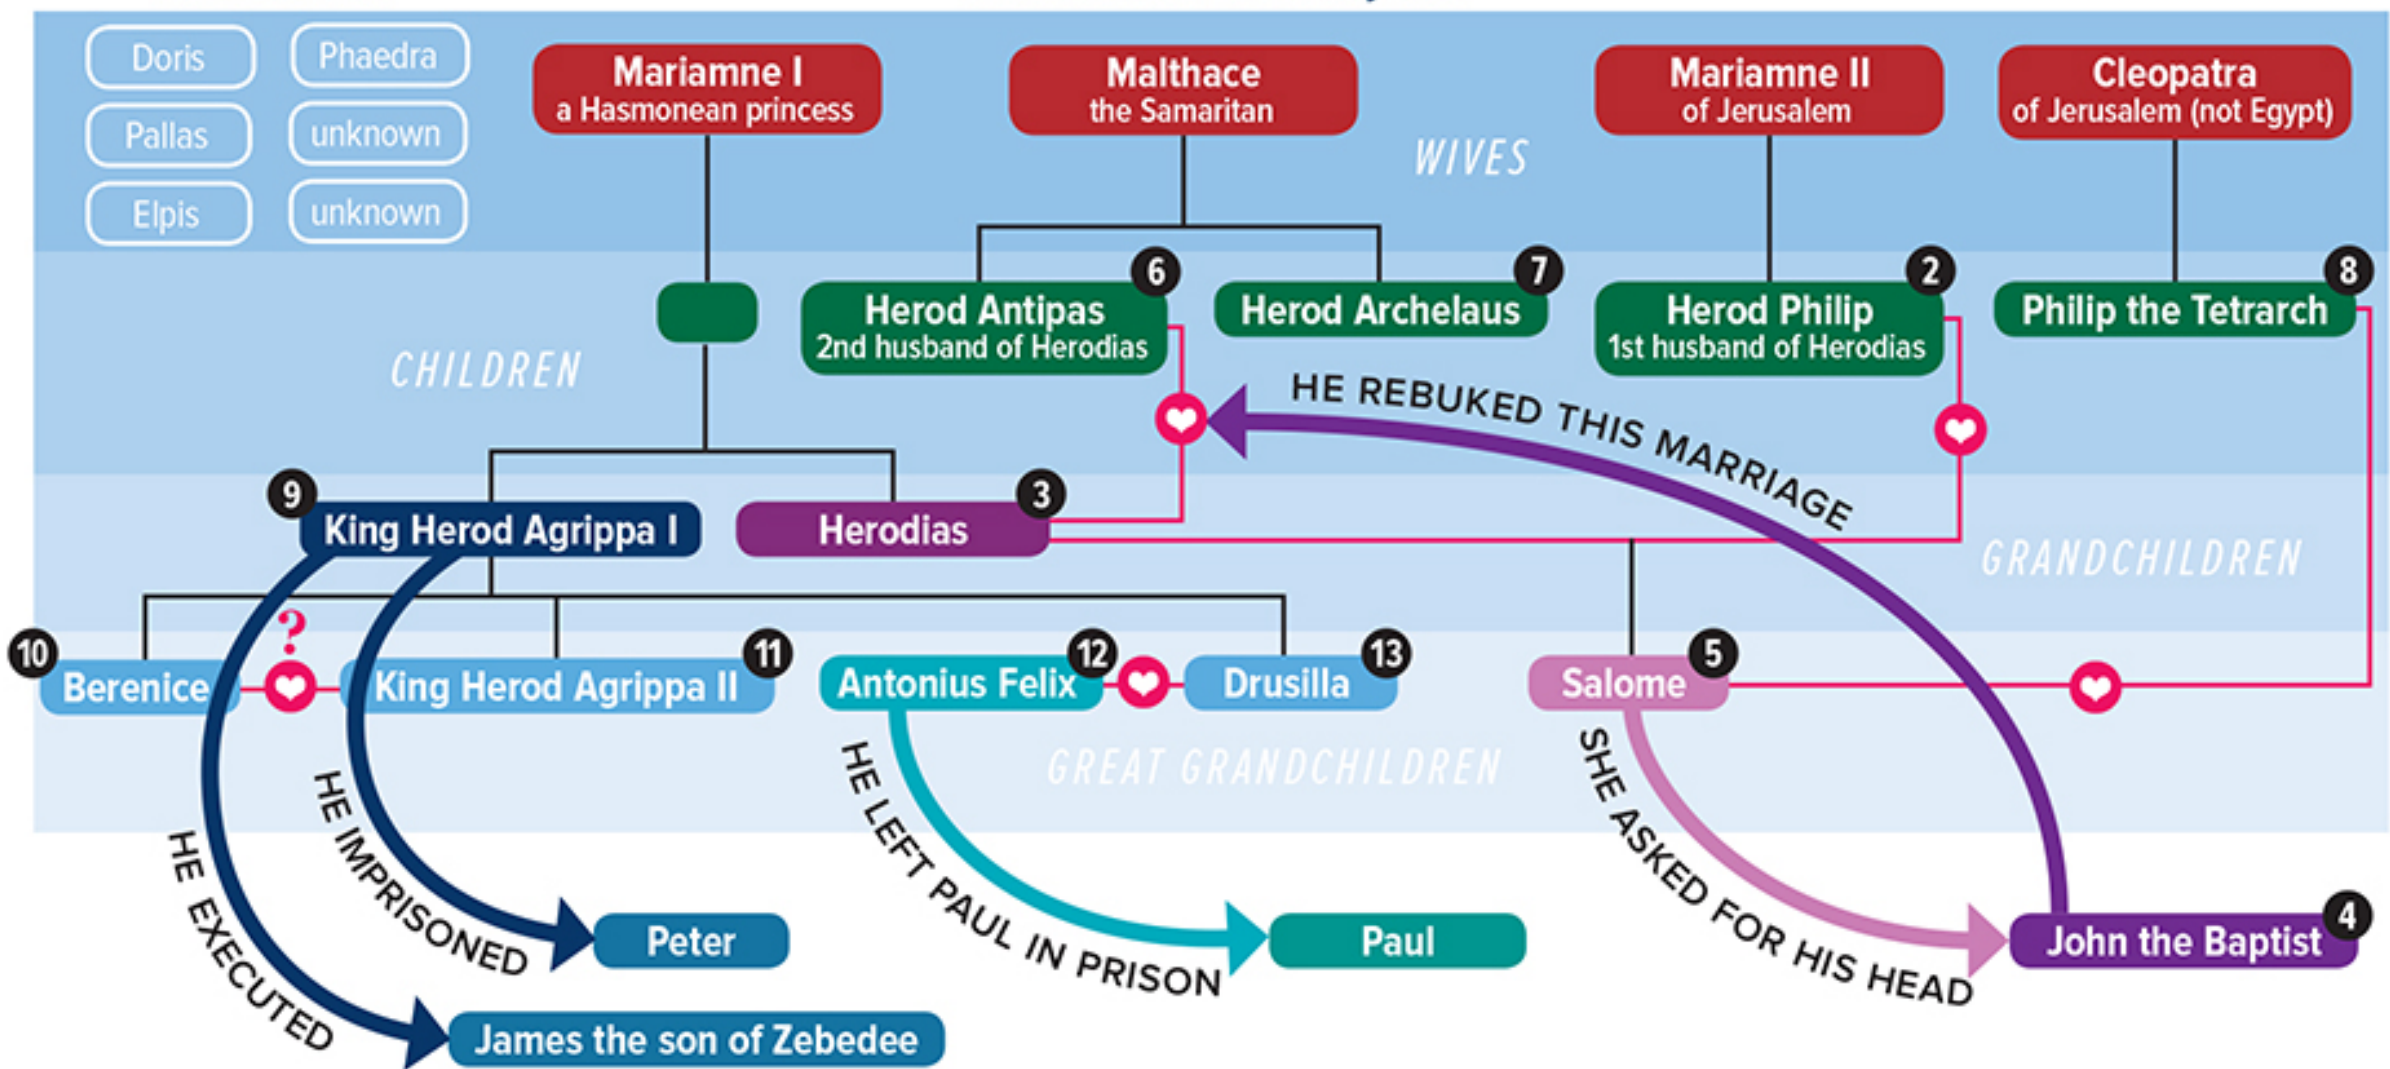 Doris
Phaedra
Pallas
unknown
Elpis
unknown
Mariamne I
a Hasmonean princess
Malthace
the Samaritan
Mariamne II
of Jerusalem
Cleopatra
of Jerusalem (not Egypt)
WIVES
6
7
2
8
Herod Antipas
2nd husband of Herodias
Herod Archelaus
Herod Philip
1st husband of Herodias
Philip the Tetrarch
CHILDREN
HE REBUKED THIS MARRIAGE
9
King Herod Agrippa I
3
Herodias
GRANDCHILDREN
?
10
Berenice
11
King Herod Agrippa II
12
Antonius Felix
13
Drusilla
5
Salome
GREAT GRANDCHILDREN
HE EXECUTED
HE IMPRISONED
HE LEFT PAUL IN PRISON
SHE ASKED FOR HIS HEAD
Peter
Paul
4
John the Baptist
James the son of Zebedee